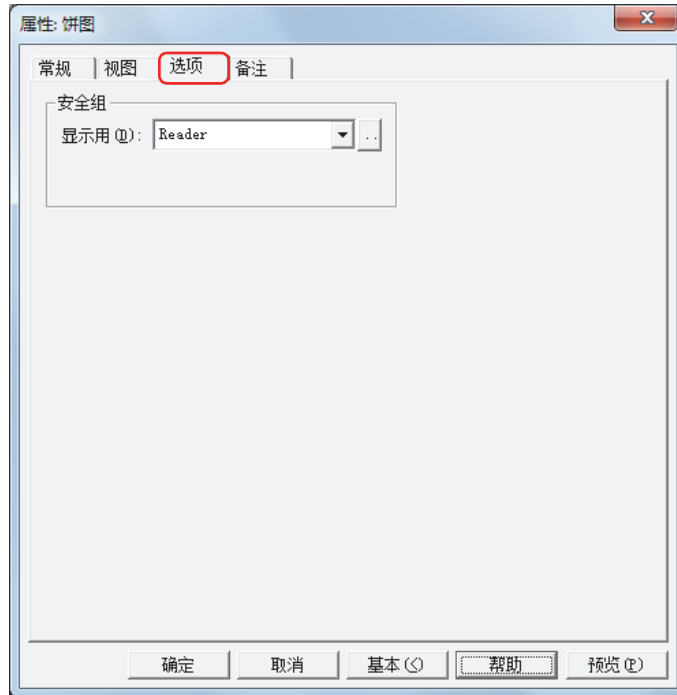 属性: 饼图
x
常规 视图 选项 备注
安全组
显示用(D): Reader ..
确定 取消 基本(<) 帮助 预览(P)